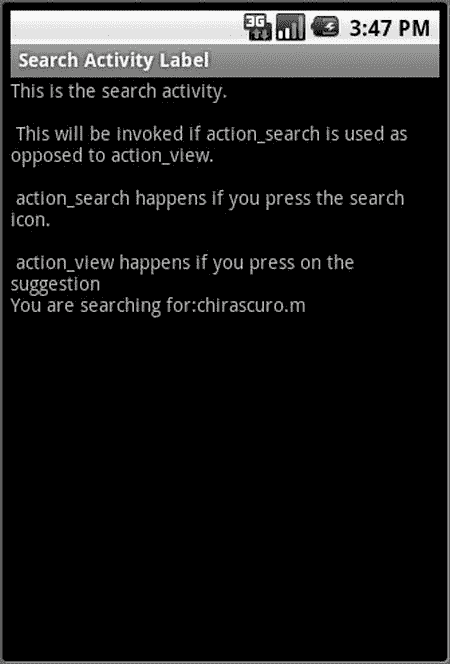 3G 3:47 PM
Search Activity Label
This is the search activity.
This will be invoked if action_search is used as
opposed to action_view.
action_search happens if you press the search
icon.
action_view happens if you press on the
suggestion
You are searching for:chirascuro.m